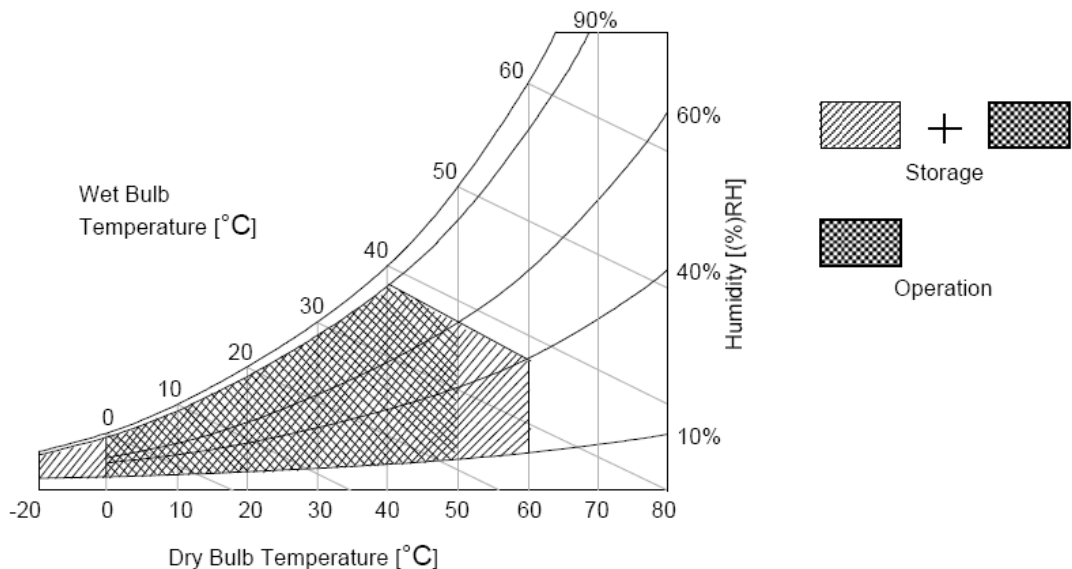 90%
60
60%
50
Wet Bulb
Temperature [°C]
+
Storage
40
40%
Humidity [(%)RH]
30
Operation
20
10
0
10%
-20 0 10 20 30 40 50 60 70 80
Dry Bulb Temperature [°C]